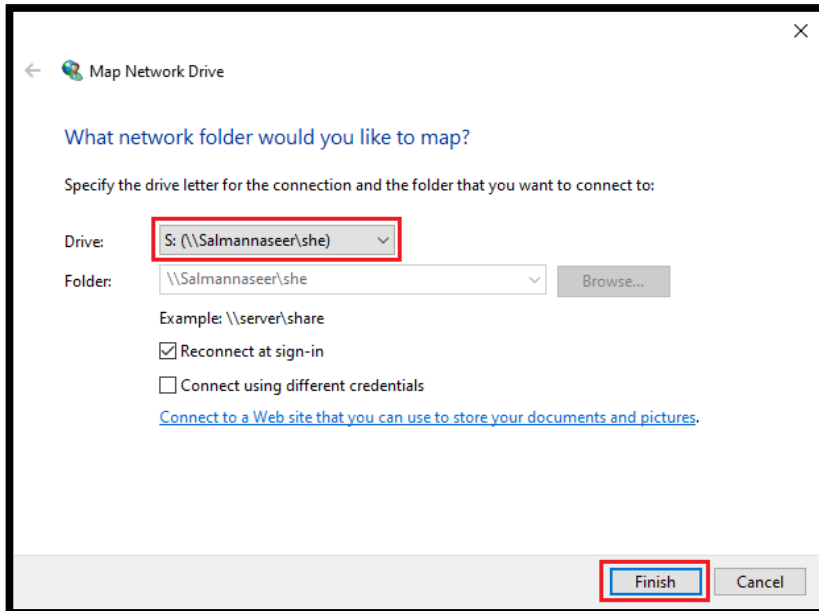 Map Network Drive
What network folder would you like to map?
Specify the drive letter for the connection and the folder that you want to connect to:
Drive: S: (\\Salmannaseer\she)
Folder: \\Salmannaseer\she Browse...
Example: \\server\share
Reconnect at sign-in
Connect using different credentials
Connect to a Web site that you can use to store your documents and pictures.
Finish Cancel